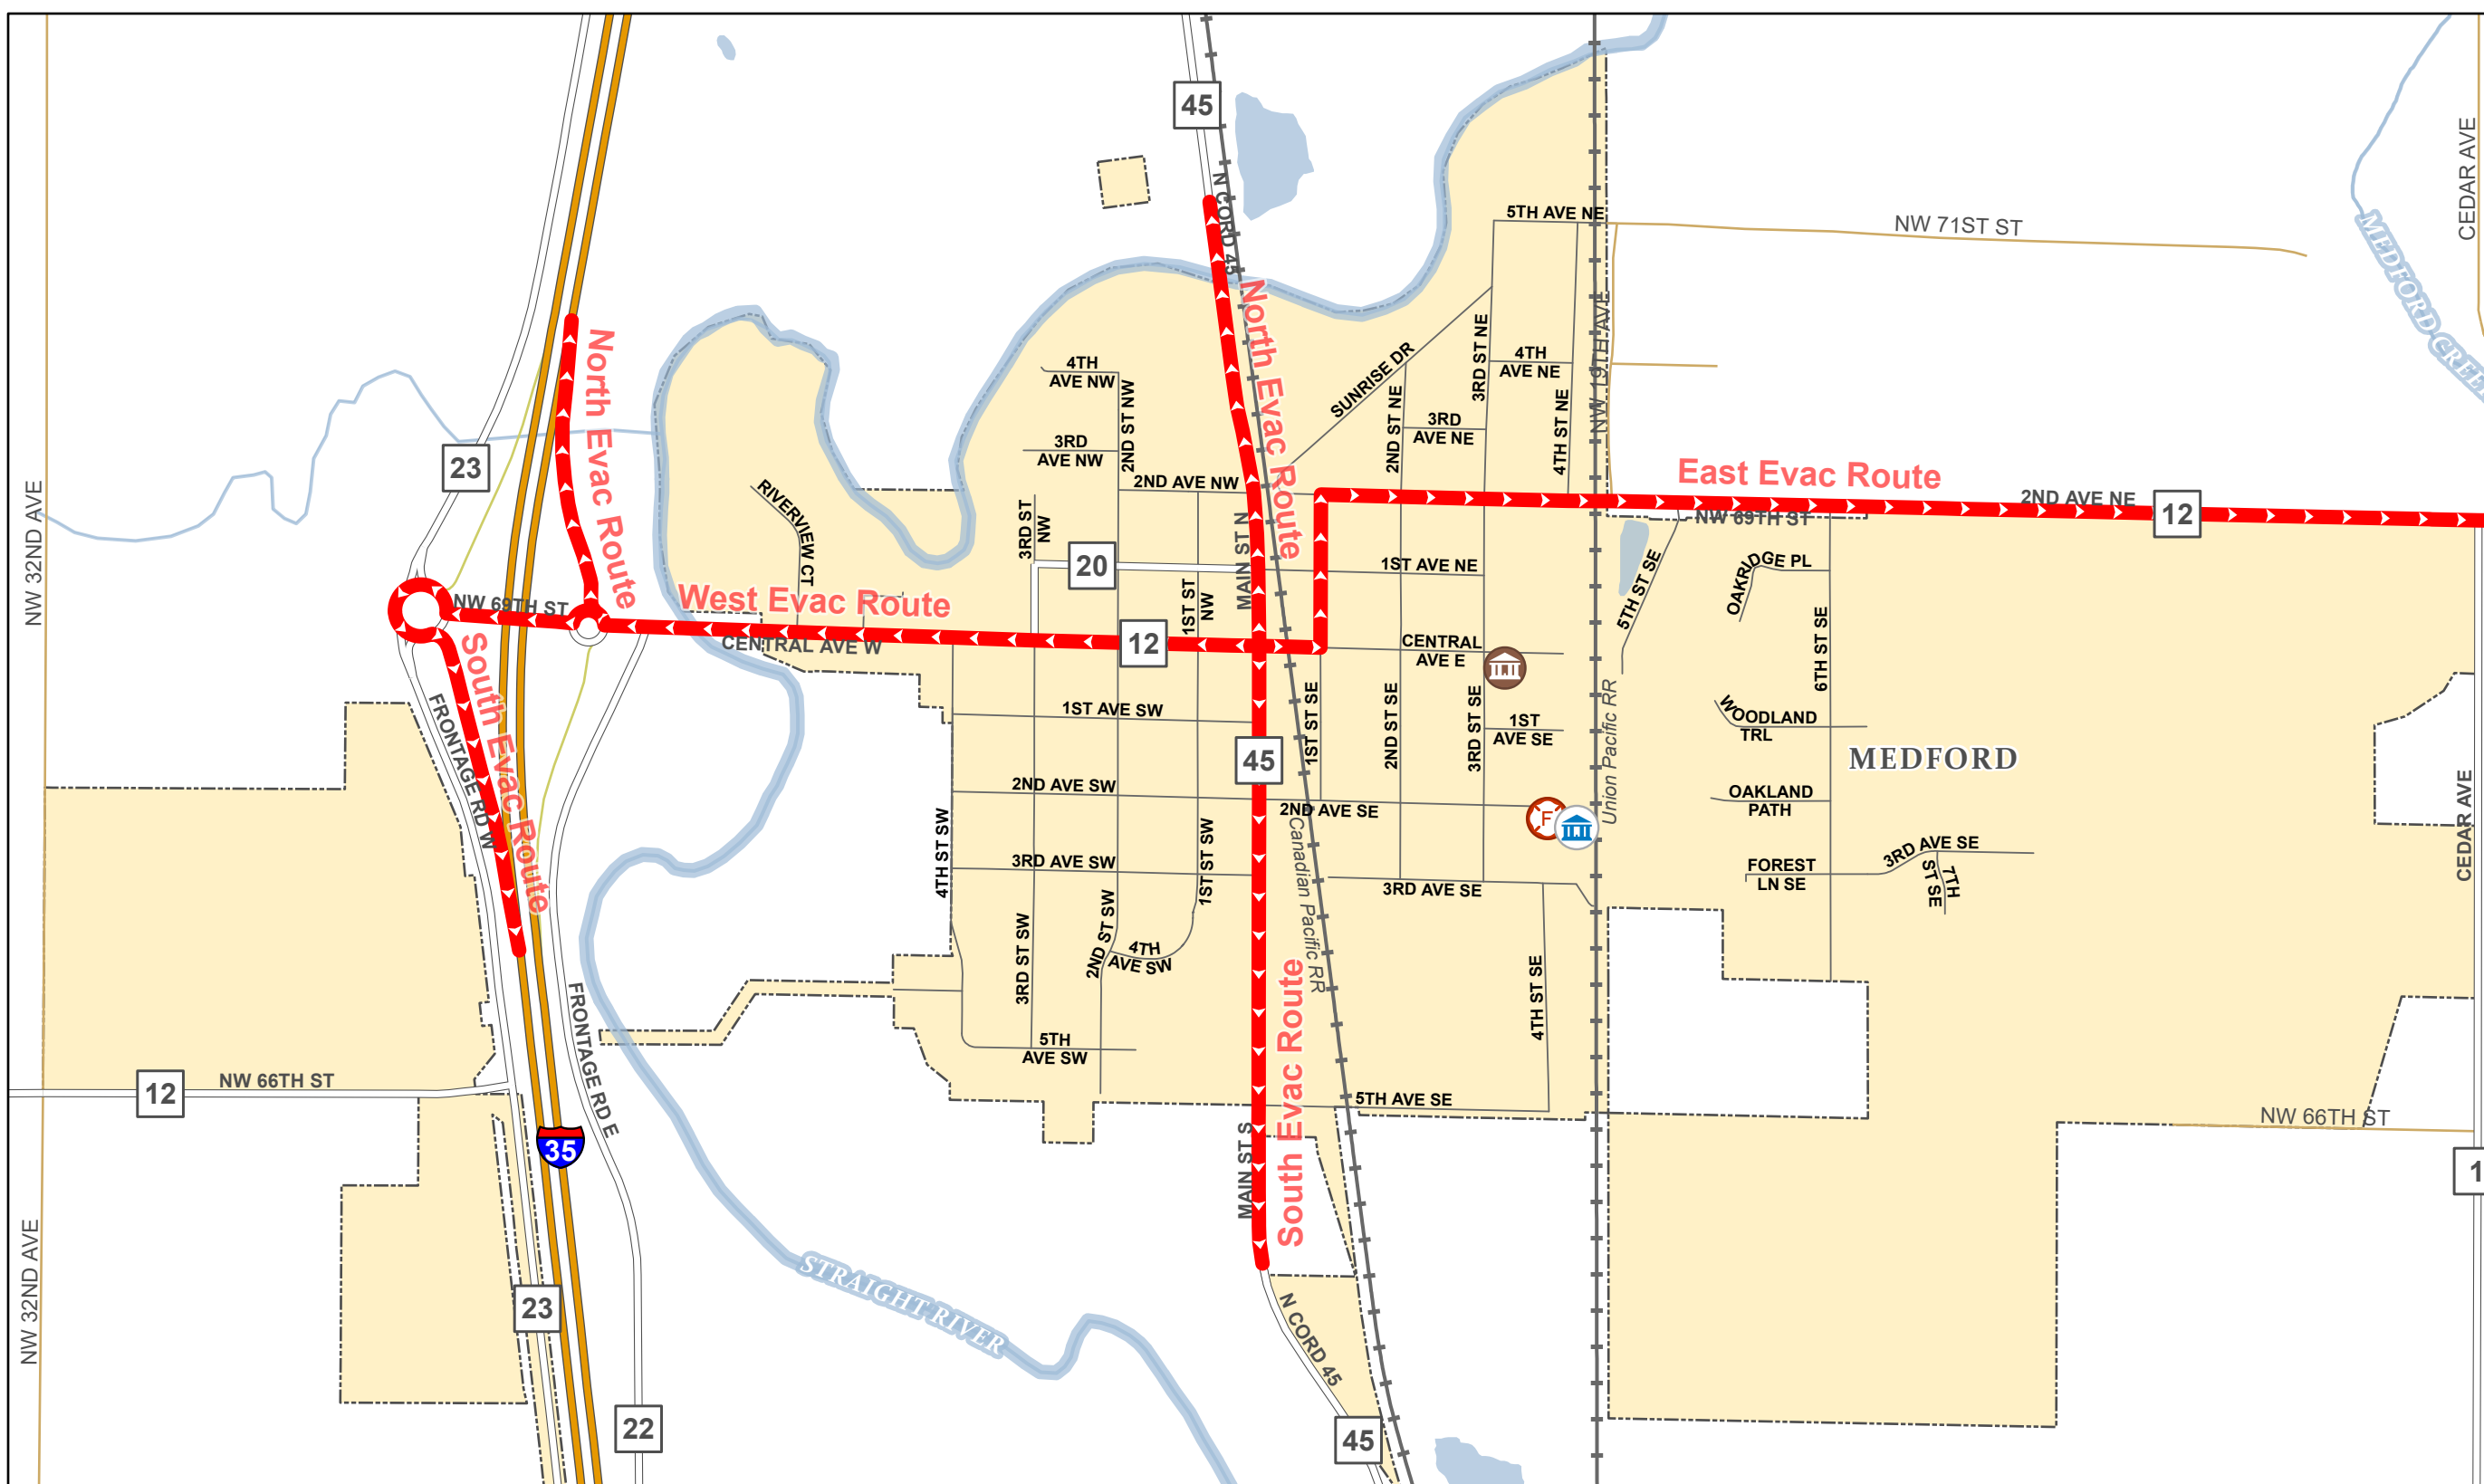 45
N CORD 45
CEDAR AVE
5TH AVE NE
NW 71ST ST
MEDFORD CREE
North Evac Route
North Evac Route
3RD ST NE
NW 19TH AVE
SUNRISE DR
4TH
AVE NE
4TH
AVE NW
2ND ST NW
2ND ST NE
3RD
AVE NE
4TH ST NE
23
3RD
AVE NW
East Evac Route
2ND AVE NW
2ND AVE NE
12
NW 69TH ST
NW 32ND AVE
RIVERVIEW CT
3RD ST
NW
MAIN ST N
20
1ST AVE NE
1ST ST
NW
OAKRIDGE PL
5TH ST SE
6TH ST SE
NW 69TH ST
West Evac Route
CENTRAL AVE W
12
CENTRAL
AVE E
South Evac Route
FRONTAGE RD W
1ST AVE SW
45
1ST ST SE
2ND ST SE
3RD ST SE
1ST
AVE SE
Union Pacific RR
WOODLAND
TRL
MEDFORD
2ND AVE SW
2ND AVE SE
F
OAKLAND
PATH
CEDAR AVE
4TH ST SW
3RD AVE SW
1ST ST SW
Canadian Pacific RR
3RD AVE SE
FOREST
LN SE
3RD AVE SE
7TH
ST SE
3RD ST SW
2ND ST SW
4TH
AVE SW
4TH ST SE
South Evac Route
FRONTAGE RD E
5TH
AVE SW
12
NW 66TH ST
5TH AVE SE
NW 66TH ST
35
MAIN ST S
1
NW 32ND AVE
STRAIGHT RIVER
23
N CORD 45
22
45